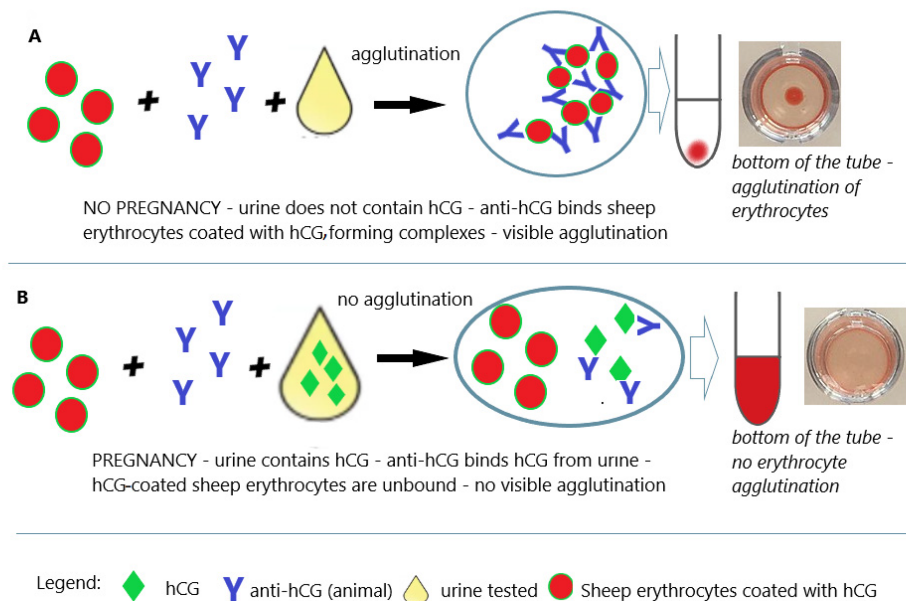 A
agglutination
bottom of the tube -
agglutination of
erythrocytes
NO PREGNANCY - urine does not contain hCG - anti-hCG binds sheep
erythrocytes coated with hCG,forming complexes - visible agglutination
B
no agglutination
bottom of the tube -
no erythrocyte
agglutination
PREGNANCY - urine contains hCG - anti-hCG binds hCG from urine -
hCG-coated sheep erythrocytes are unbound - no visible agglutination
Legend: hCG anti-hCG (animal) urine tested Sheep erythrocytes coated with hCG